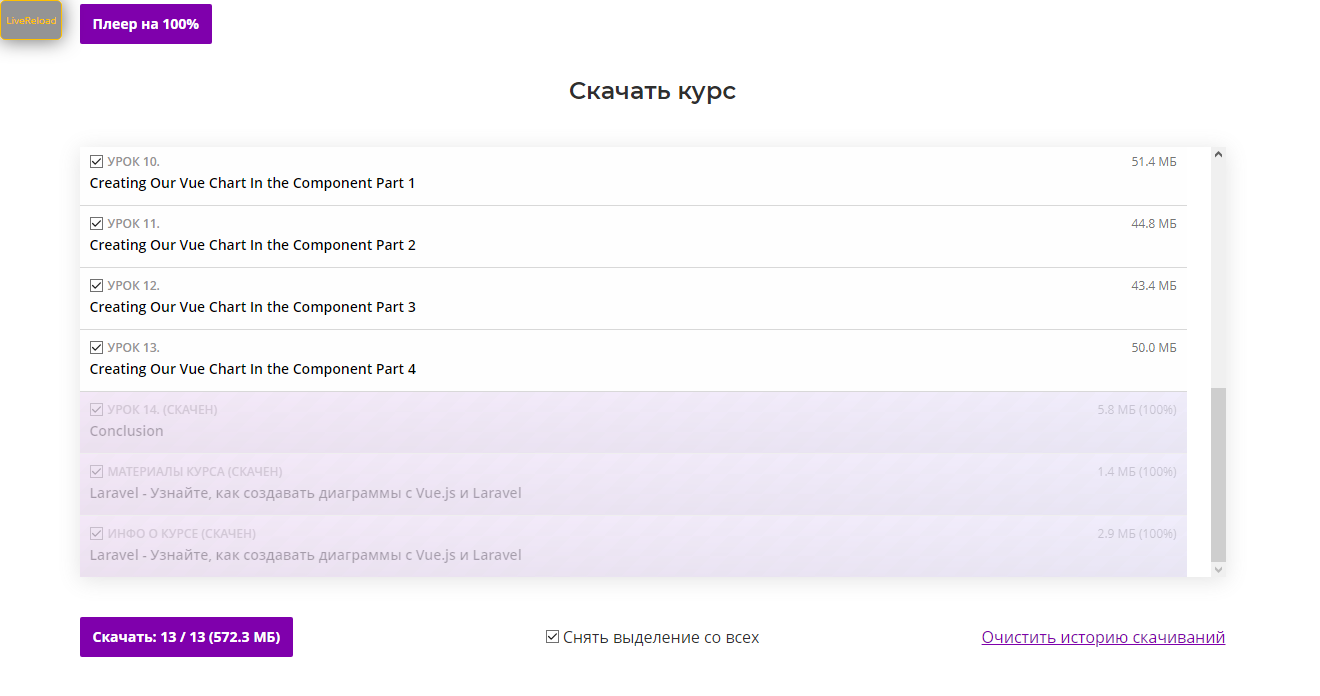 LiveReload
Плеер на 100%
Скачать курс
УРОК 10. 51.4 МБ
Creating Our Vue Chart In the Component Part 1
УРОК 11. 44.8 МБ
Creating Our Vue Chart In the Component Part 2
УРОК 12. 43.4 МБ
Creating Our Vue Chart In the Component Part 3
УРОК 13. 50.0 МБ
Creating Our Vue Chart In the Component Part 4
УРОК 14. (СКАЧЕН) 5.8 МБ (100%)
Conclusion
МАТЕРИАЛЫ КУРСА (СКАЧЕН) 1.4 МБ (100%)
Laravel - Узнайте, как создавать диаграммы с Vue.js и Laravel
ИНФО О КУРСЕ (СКАЧЕН) 2.9 МБ (100%)
Laravel - Узнайте, как создавать диаграммы с Vue.js и Laravel
Скачать: 13 / 13 (572.3 МБ) Снять выделение со всех Очистить историю скачиваний